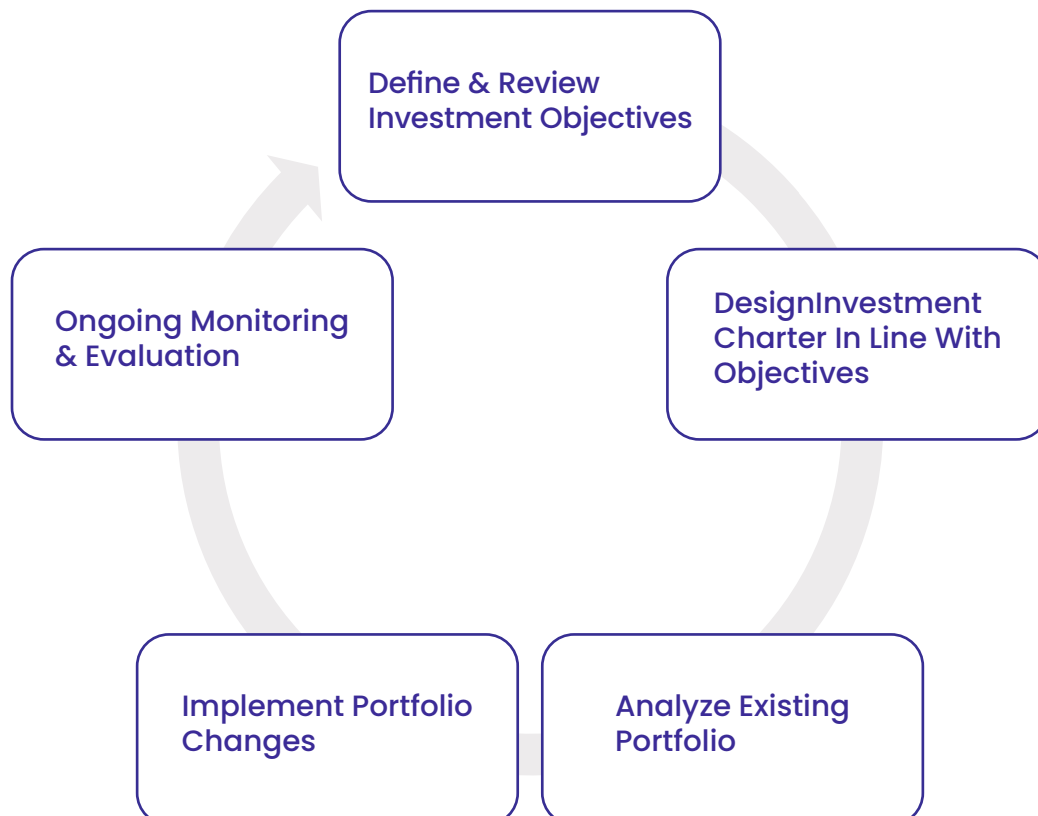 Define & Review
Investment Objectives
DesignInvestment
Charter In Line With
Objectives
Analyze Existing
Portfolio
Implement Portfolio
Changes
Ongoing Monitoring
& Evaluation